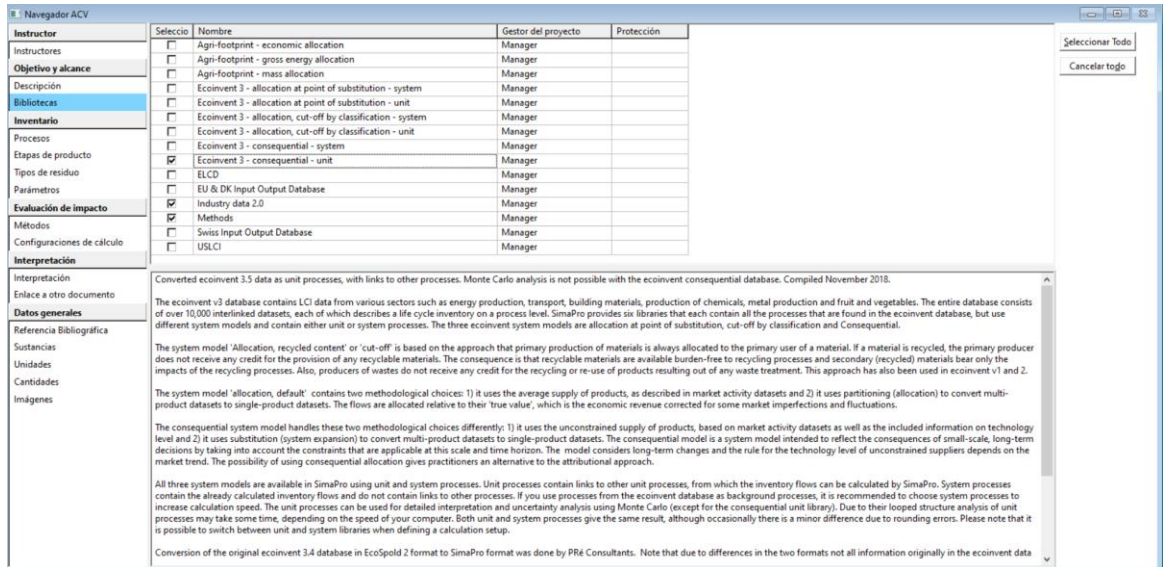 Navegador ACV
Instructor
Instructores
Objetivo y alcance
Descripción
Bibliotecas
Inventario
Procesos
Etapas de producto
Tipos de residuo
Parámetros
Evaluación de impacto
Métodos
Configuraciones de cálculo
Interpretación
Interpretación
Enlace a otro documento
Datos generales
Referencia Bibliográfica
Sustancias
Unidades
Cantidades
Imágenes
Seleccio Nombre Gestor del proyecto Protección
Agri-footprint - economic allocation Manager
Agri-footprint - gross energy allocation Manager
Agri-footprint - mass allocation Manager
Ecoinvent 3 - allocation at point of substitution - system Manager
Ecoinvent 3 - allocation at point of substitution - unit Manager
Ecoinvent 3 - allocation, cut-off by classification - system Manager
Ecoinvent 3 - allocation, cut-off by classification - unit Manager
Ecoinvent 3 - consequential - system Manager
Ecoinvent 3 - consequential - unit Manager
ELCD Manager
EU & DK Input Output Database Manager
Industry data 2.0 Manager
Methods Manager
Swiss Input Output Database Manager
USLCI Manager
Seleccionar Todo
Cancelar todo
Converted ecoinvent 3.5 data as unit processes, with links to other processes. Monte Carlo analysis is not possible with the ecoinvent consequential database. Compiled November 2018.
The ecoinvent v3 database contains LCI data from various sectors such as energy production, transport, building materials, production of chemicals, metal production and fruit and vegetables. The entire database consists
of over 10,000 interlinked datasets, each of which describes a life cycle inventory on a process level. SimaPro provides six libraries that each contain all the processes that are found in the ecoinvent database, but use
different system models and contain either unit or system processes. The three ecoinvent system models are allocation at point of substitution, cut-off by classification and Consequential.
The system model 'Allocation, recycled content' or 'cut-off' is based on the approach that primary production of materials is always allocated to the primary user of a material. If a material is recycled, the primary producer
does not receive any credit for the provision of any recyclable materials. The consequence is that recyclable materials are available burden-free to recycling processes and secondary (recycled) materials bear only the
impacts of the recycling processes. Also, producers of wastes do not receive any credit for the recycling or re-use of products resulting out of any waste treatment. This approach has also been used in ecoinvent v1 and 2.
The system model 'allocation, default' contains two methodological choices: 1) it uses the average supply of products, as described in market activity datasets and 2) it uses partitioning (allocation) to convert multi-
product datasets to single-product datasets. The flows are allocated relative to their 'true value', which is the economic revenue corrected for some market imperfections and fluctuations.
The consequential system model handles these two methodological choices differently: 1) it uses the unconstrained supply of products, based on market activity datasets as well as the included information on technology
level and 2) it uses substitution (system expansion) to convert multi-product datasets to single-product datasets. The consequential model is a system model intended to reflect the consequences of small-scale, long-term
decisions by taking into account the constraints that are applicable at this scale and time horizon. The model considers long-term changes and the rule for the technology level of unconstrained suppliers depends on the
market trend. The possibility of using consequential allocation gives practitioners an alternative to the attributional approach.
All three system models are available in SimaPro using unit and system processes. Unit processes contain links to other unit processes, from which the inventory flows can be calculated by SimaPro. System processes
contain the already calculated inventory flows and do not contain links to other processes. If you use processes from the ecoinvent database as background processes, it is recommended to choose system processes to
increase calculation speed. The unit processes can be used for detailed interpretation and uncertainty analysis using Monte Carlo (except for the consequential unit library). Due to their looped structure analysis of unit
processes may take some time, depending on the speed of your computer. Both unit and system processes give the same result, although occasionally there is a minor difference due to rounding errors. Please note that it
is possible to switch between unit and system libraries when defining a calculation setup.
Conversion of the original ecoinvent 3.4 database in EcoSpold 2 format to SimaPro format was done by PRé Consultants. Note that due to differences in the two formats not all information originally in the ecoinvent data